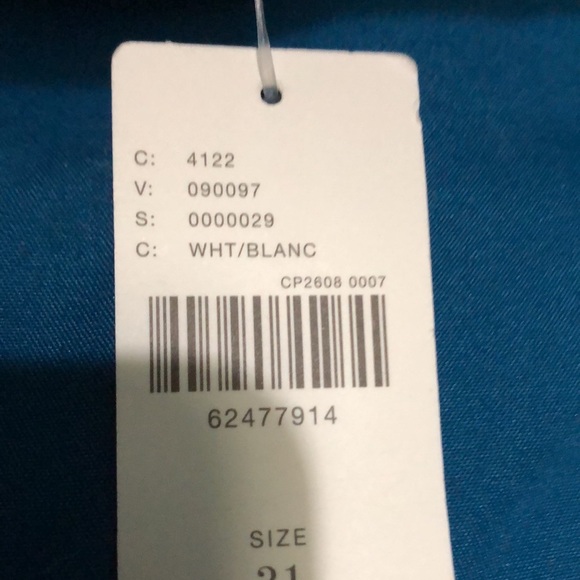 C: 4122
V: 090097
S: 0000029
C: WHT/BLANC
CP2608 0007
62477914
SIZE